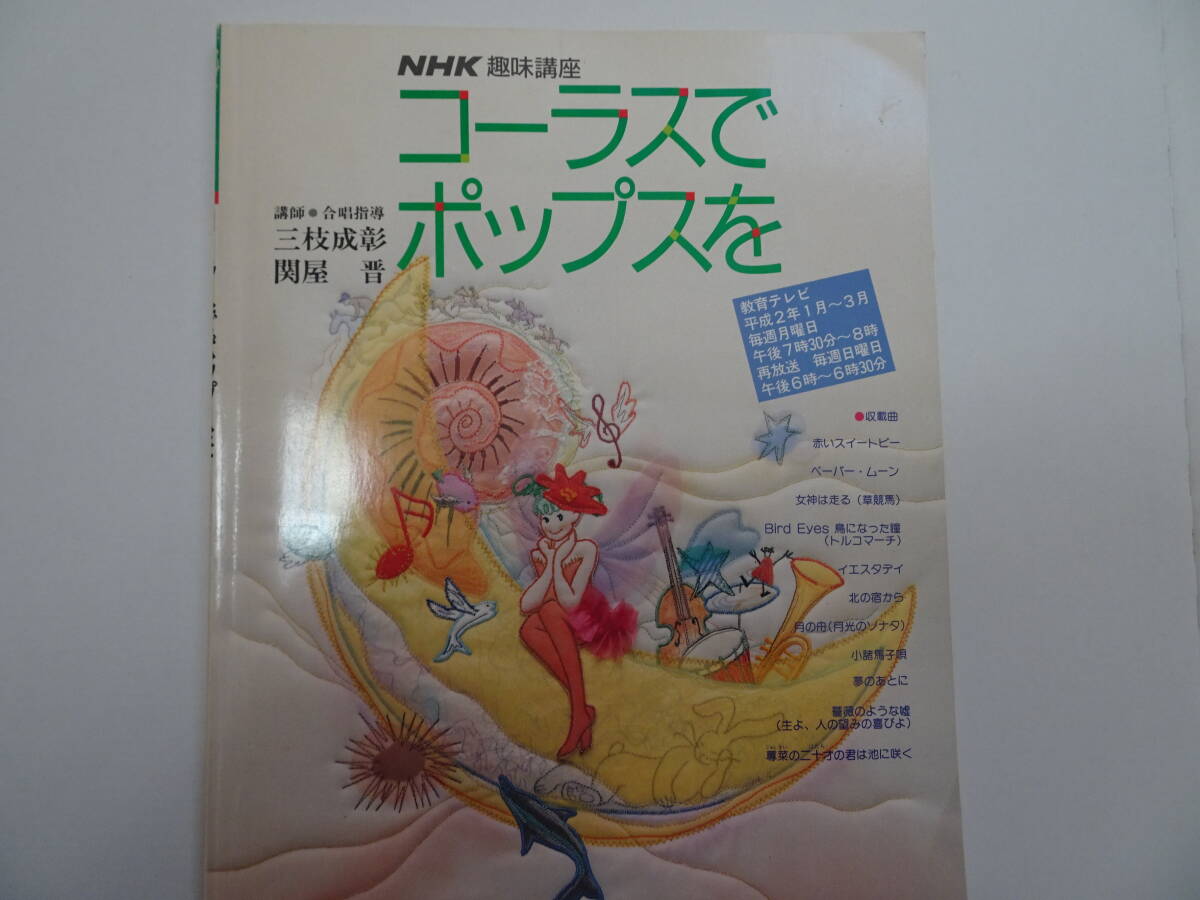 NHK 趣味講座
コーラスで
ポップスを
講師●合唱指導
三枝成彰
関屋 晋
教育テレビ
平成2年1月〜3月
毎週月曜日
午後7時30分〜8時
再放送 毎週日曜日
午後6時〜6時30分
●収載曲
赤いスイートピー
ペーパー・ムーン
女神は走る(草競馬)
Bird Eyes 鳥になった瞳
(トルコマーチ)
イエスタデイ
北の宿から
月の舟(月光のソナタ)
小諸馬子唄
夢のあとに
薔薇のような嘘
(主よ、人の望みの喜びよ)
蓴菜の二十才の君は池に咲く